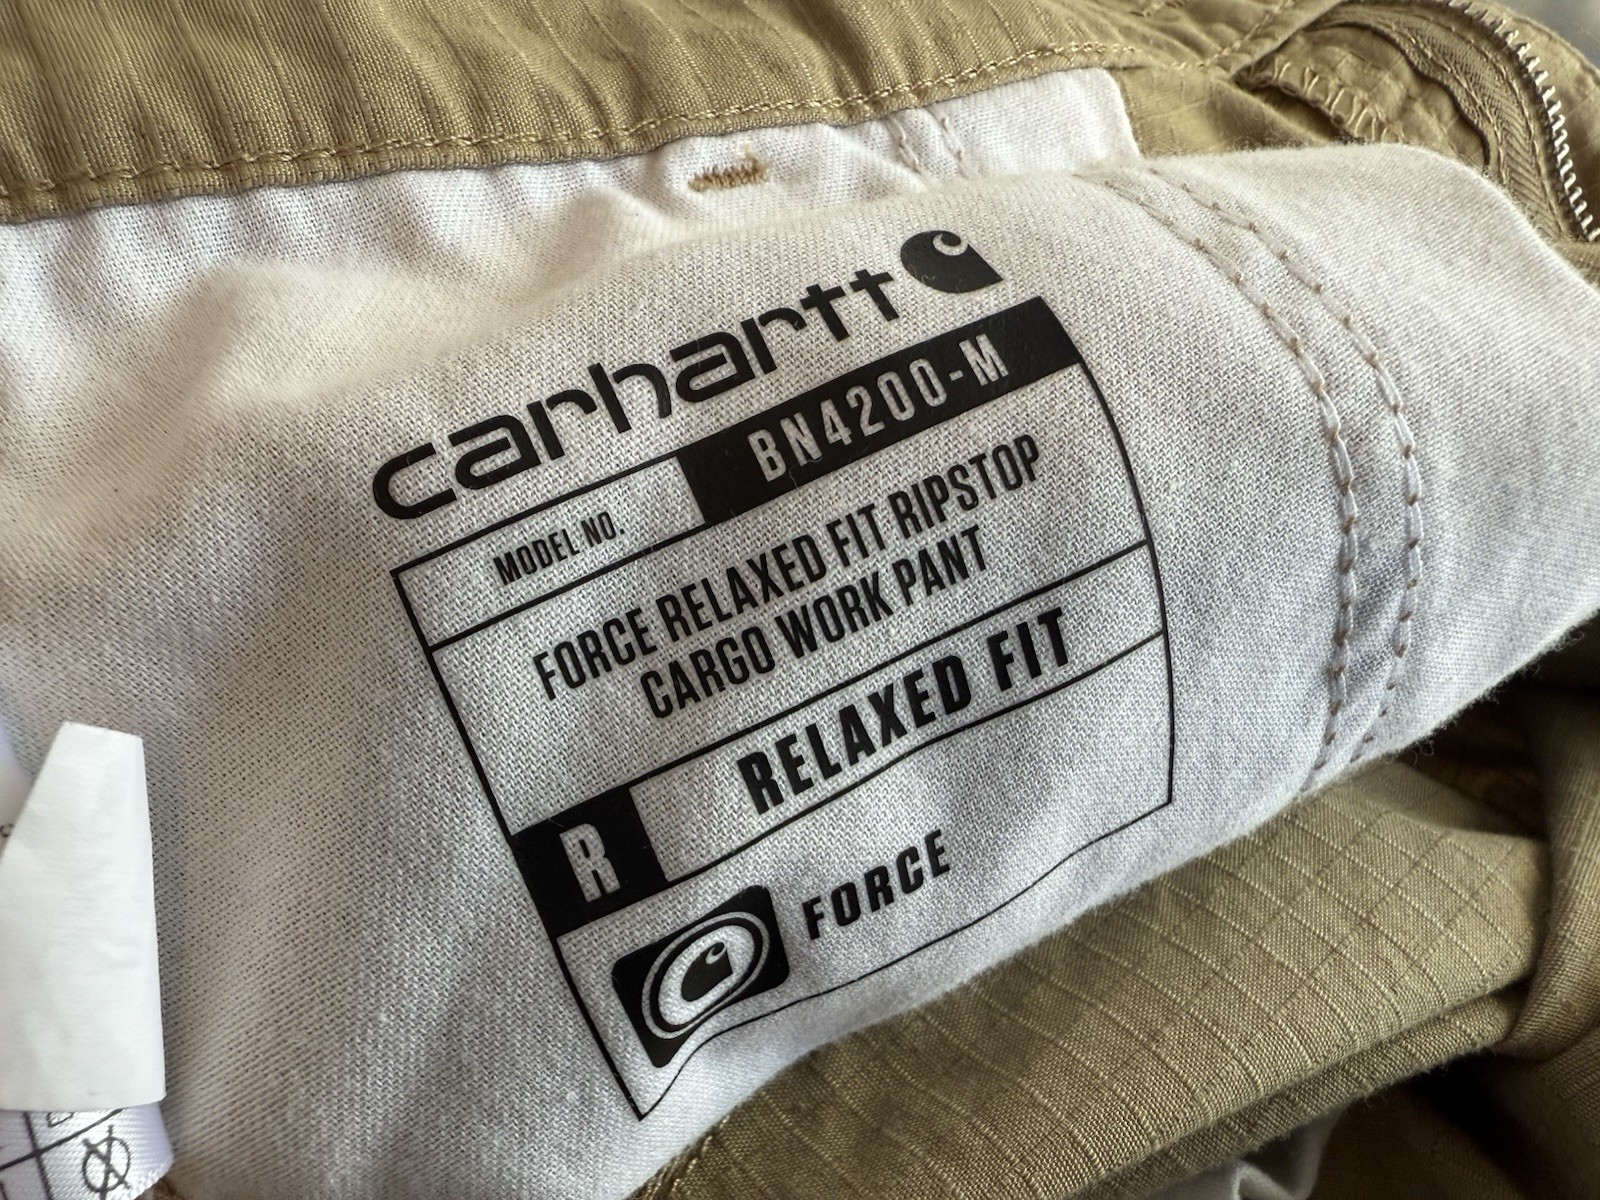 carhartt
MODEL NO. BN4200-M
FORCE RELAXED FIT RIPSTOP
CARGO WORK PANT
R RELAXED FIT
FORCE